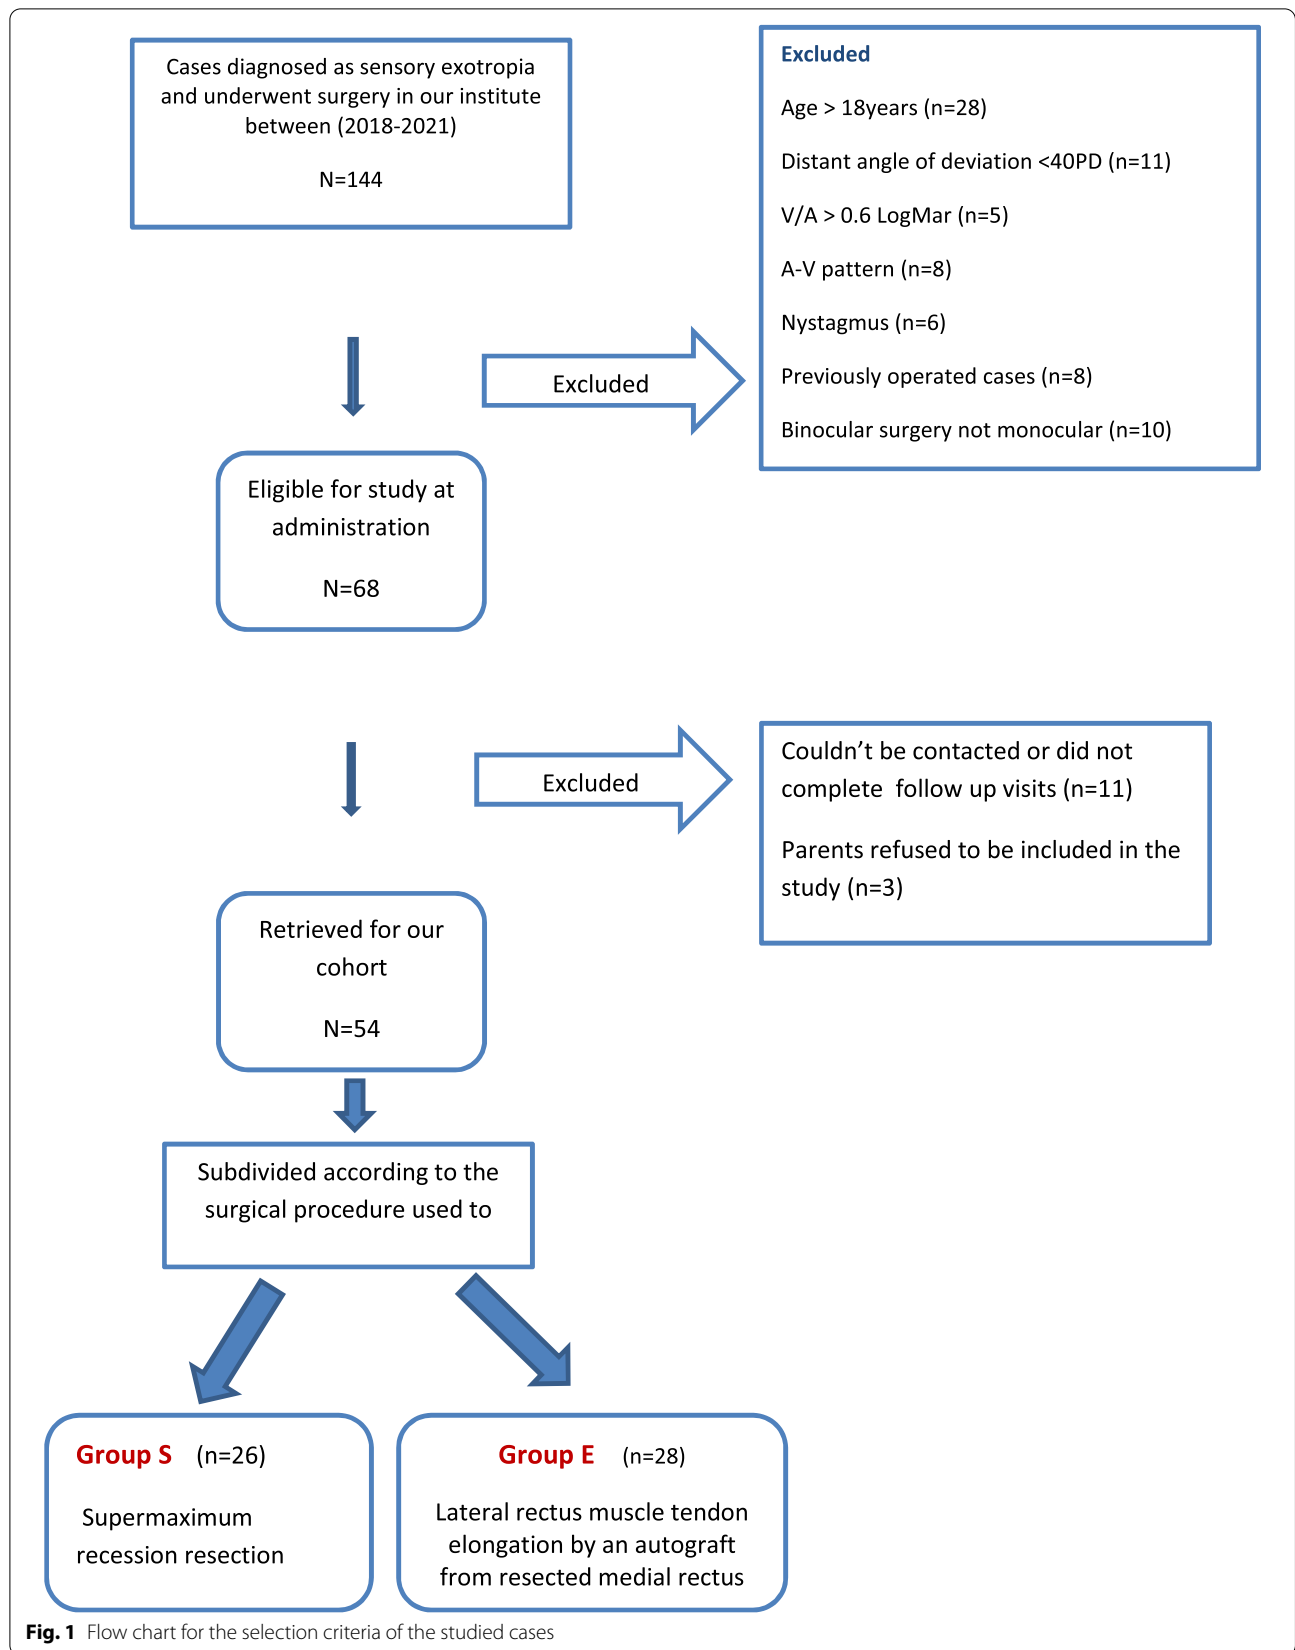 Cases diagnosed as sensory exotropia
and underwent surgery in our institute
between (2018-2021)
N=144
Excluded
Age > 18years (n=28)
Distant angle of deviation <40PD (n=11)
V/A > 0.6 LogMar (n=5)
A-V pattern (n=8)
Nystagmus (n=6)
Previously operated cases (n=8)
Binocular surgery not monocular (n=10)
Excluded
Eligible for study at
administration
N=68
Couldn’t be contacted or did not
complete follow up visits (n=11)
Parents refused to be included in the
study (n=3)
Excluded
Retrieved for our
cohort
N=54
Subdivided according to the
surgical procedure used to
Group S (n=26)
Supermaximum
recession resection
Group E (n=28)
Lateral rectus muscle tendon
elongation by an autograft
from resected medial rectus
Fig. 1 Flow chart for the selection criteria of the studied cases